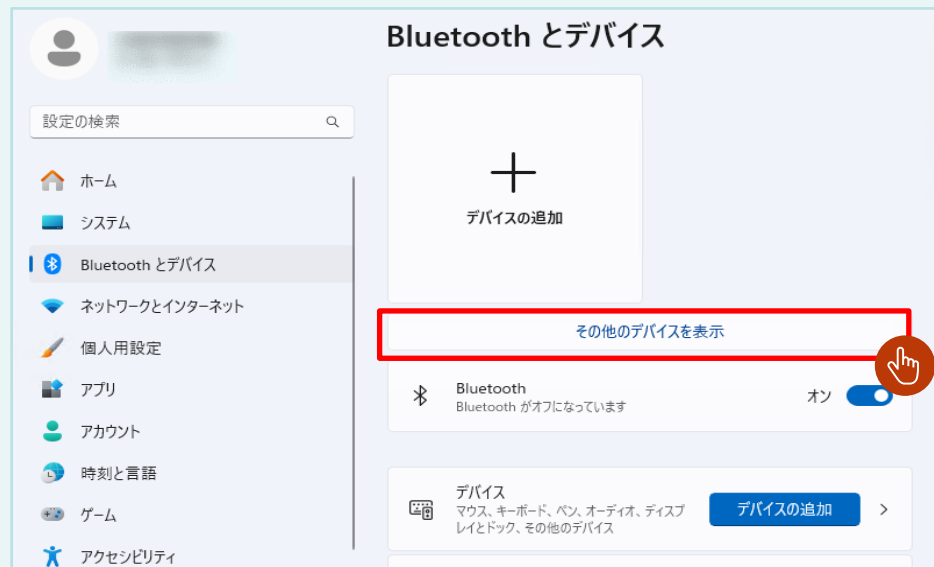 設定の検索
ホーム
システム
Bluetooth とデバイス
ネットワークとインターネット
個人用設定
アプリ
アカウント
時刻と言語
ゲーム
アクセシビリティ
Bluetooth とデバイス
デバイスの追加
その他のデバイスを表示
Bluetooth
Bluetooth がオフになっています
オン
デバイス
マウス、キーボード、ペン、オーディオ、ディスプ
レイとドック、その他のデバイス
デバイスの追加